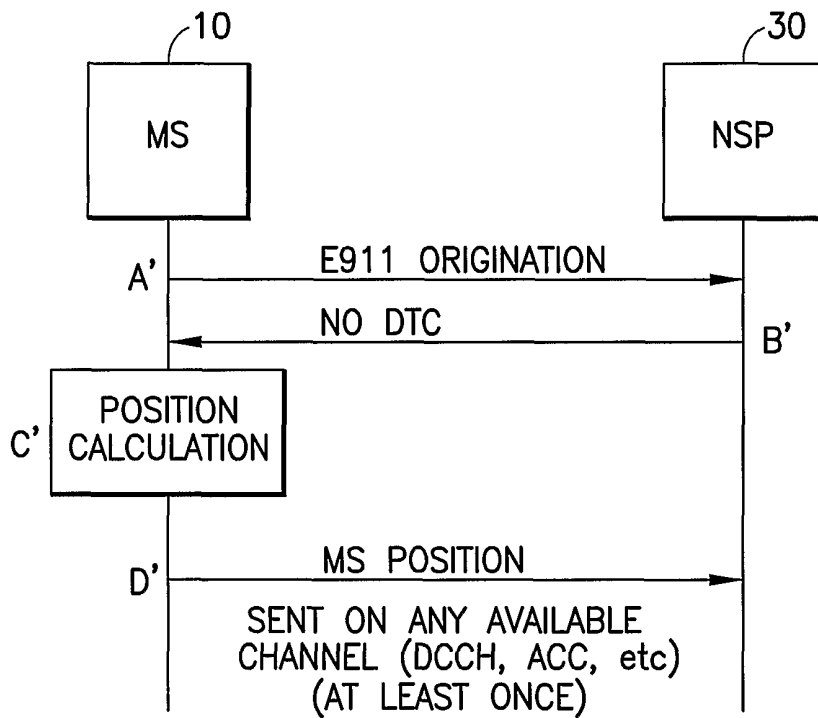 10
30
MS
NSP
E911 ORIGINATION
A'
NO DTC
B'
POSITION
CALCULATION
C'
MS POSITION
D'
SENT ON ANY AVAILABLE
CHANNEL (DCCH, ACC, etc)
(AT LEAST ONCE)